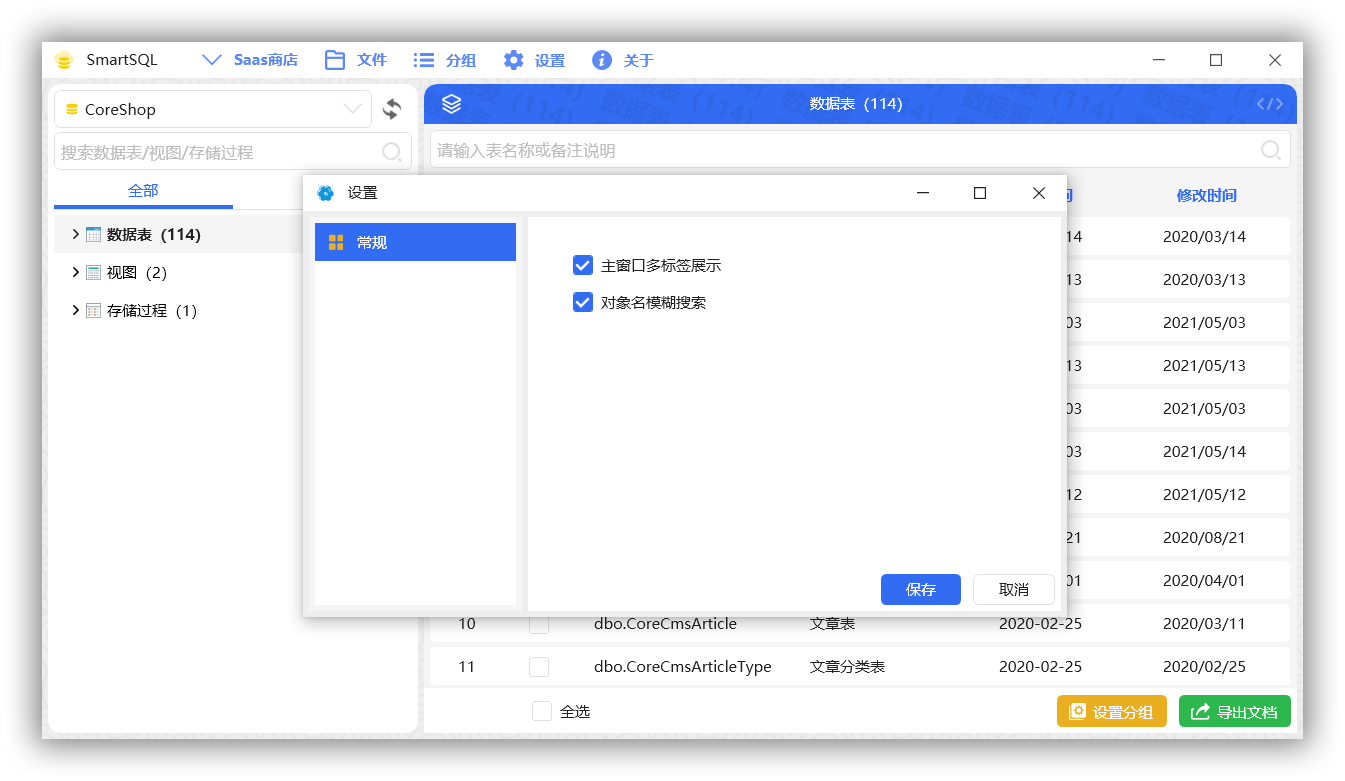 SmartSQL Saas商店 文件 分组 设置 关于
CoreShop
搜索数据表/视图/存储过程
全部
数据表 (114)
视图 (2)
存储过程 (1)
数据表 (114)
请输入表名称或备注说明
修改时间
14 2020/03/14
13 2020/03/13
03 2021/05/03
13 2021/05/13
03 2021/05/03
03 2021/05/14
12 2021/05/12
21 2020/08/21
01 2020/04/01
10 dbo.CoreCmsArticle 文章表 2020-02-25 2020/03/11
11 dbo.CoreCmsArticleType 文章分类表 2020-02-25 2020/02/25
全选 设置分组 导出文档
设置
常规
主窗口多标签展示
对象名模糊搜索
保存 取消